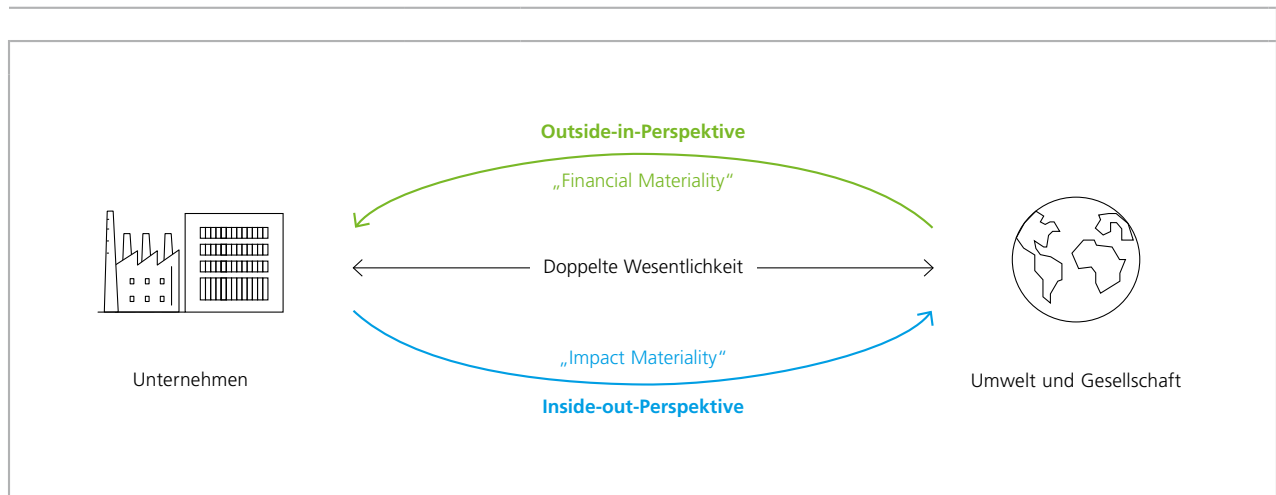 Outside-in-Perspektive
„Financial Materiality“
Doppelte Wesentlichkeit
„Impact Materiality“
Unternehmen
Umwelt und Gesellschaft
Inside-out-Perspektive